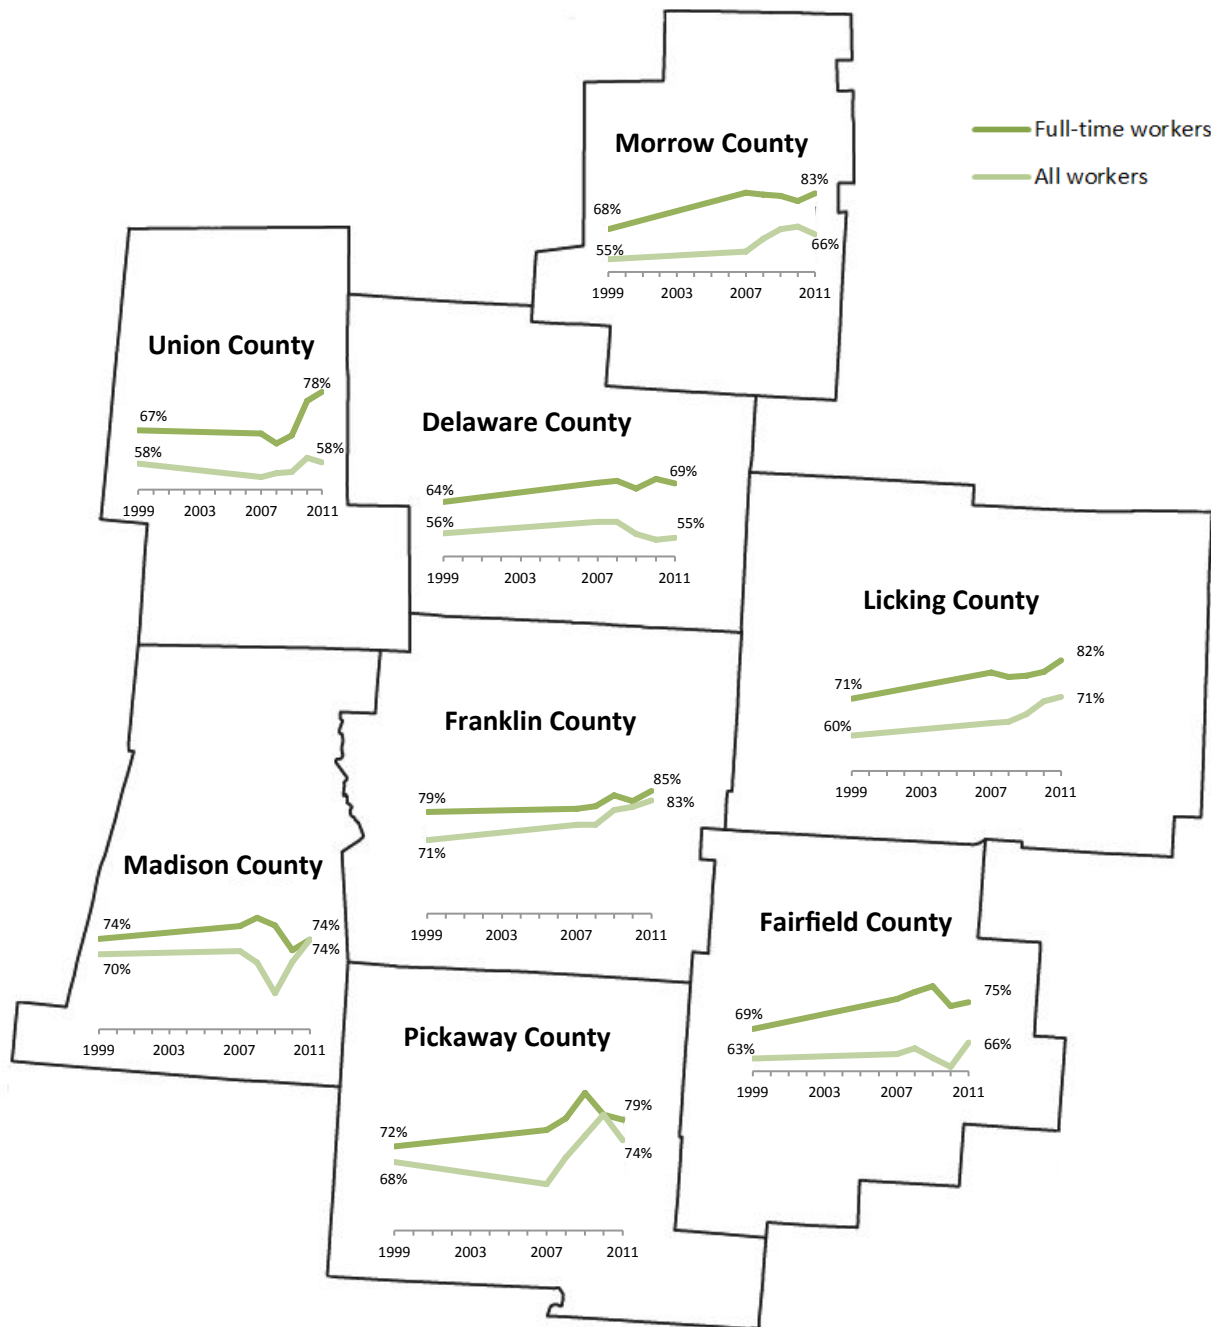 Morrow County
83%
68%
55%
66%
1999 2003 2007 2011
Full-time workers
All workers
Union County
78%
67%
58%
58%
1999 2003 2007 2011
Delaware County
69%
64%
56%
55%
1999 2003 2007 2011
Licking County
82%
71%
71%
60%
1999 2003 2007 2011
Franklin County
85%
79%
83%
71%
1999 2003 2007 2011
Madison County
74%
74%
74%
70%
1999 2003 2007 2011
Fairfield County
75%
69%
66%
63%
1999 2003 2007 2011
Pickaway County
79%
72%
74%
68%
1999 2003 2007 2011